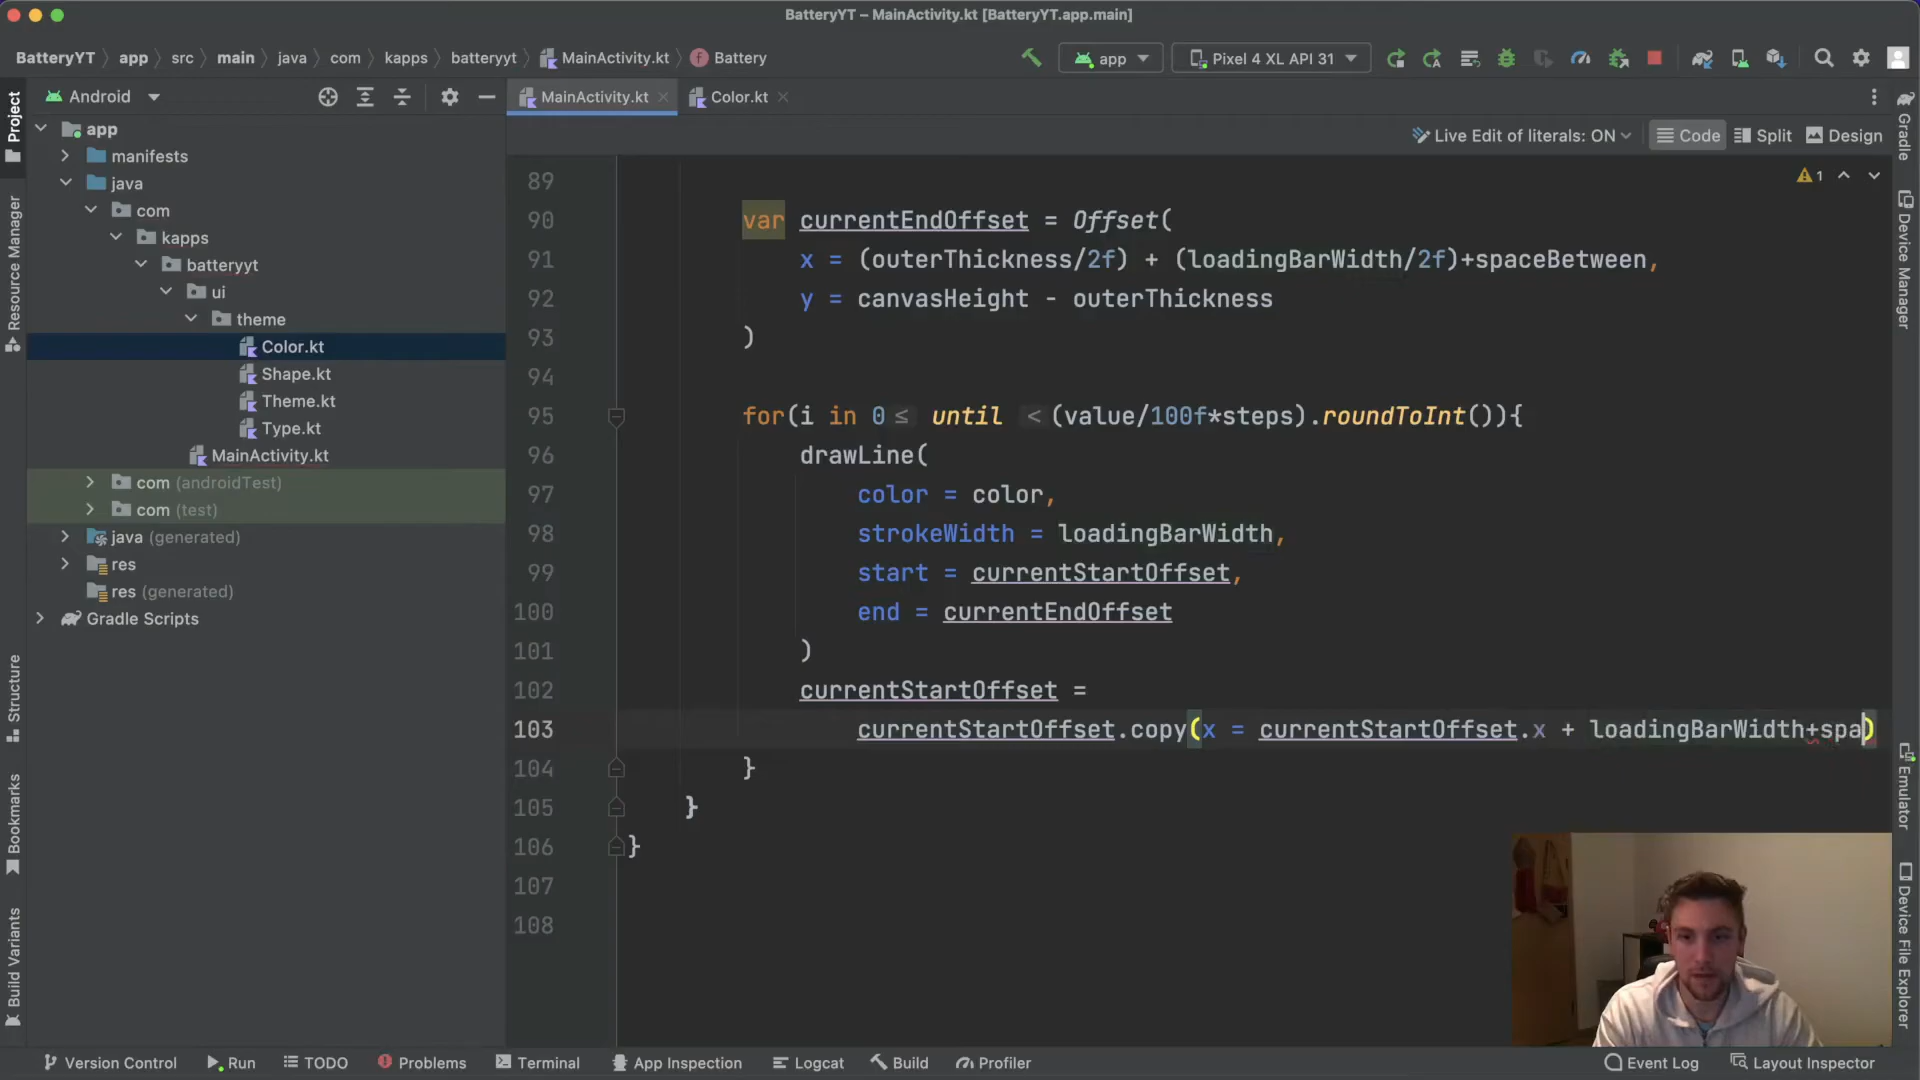 BatteryYT – MainActivity.kt [BatteryYT.app.main]
BatteryYT app src main java com kapps batteryyt MainActivity.kt Battery
app
Pixel 4 XL API 31
Android
MainActivity.kt
Color.kt
Live Edit of literals: ON
Code
Split
Design
1
Project
Resource Manager
Structure
Bookmarks
Build Variants
app
manifests
java
com
kapps
batteryyt
ui
theme
Color.kt
Shape.kt
Theme.kt
Type.kt
MainActivity.kt
com (androidTest)
com (test)
java (generated)
res
res (generated)
Gradle Scripts
89
90 var currentEndOffset = Offset(
91 x = (outerThickness/2f) + (loadingBarWidth/2f)+spaceBetween,
92 y = canvasHeight - outerThickness
93 )
94
95 for(i in 0≤ until <(value/100f*steps).roundToInt()){
96 drawLine(
97 color = color,
98 strokeWidth = loadingBarWidth,
99 start = currentStartOffset,
100 end = currentEndOffset
101 )
102 currentStartOffset =
103 currentStartOffset.copy(x = currentStartOffset.x + loadingBarWidth+spa)
104 }
105 }
106 }
107
108
Gradle
Device Manager
Emulator
Device File Explorer
Version Control
Run
TODO
Problems
Terminal
App Inspection
Logcat
Build
Profiler
Event Log
Layout Inspector